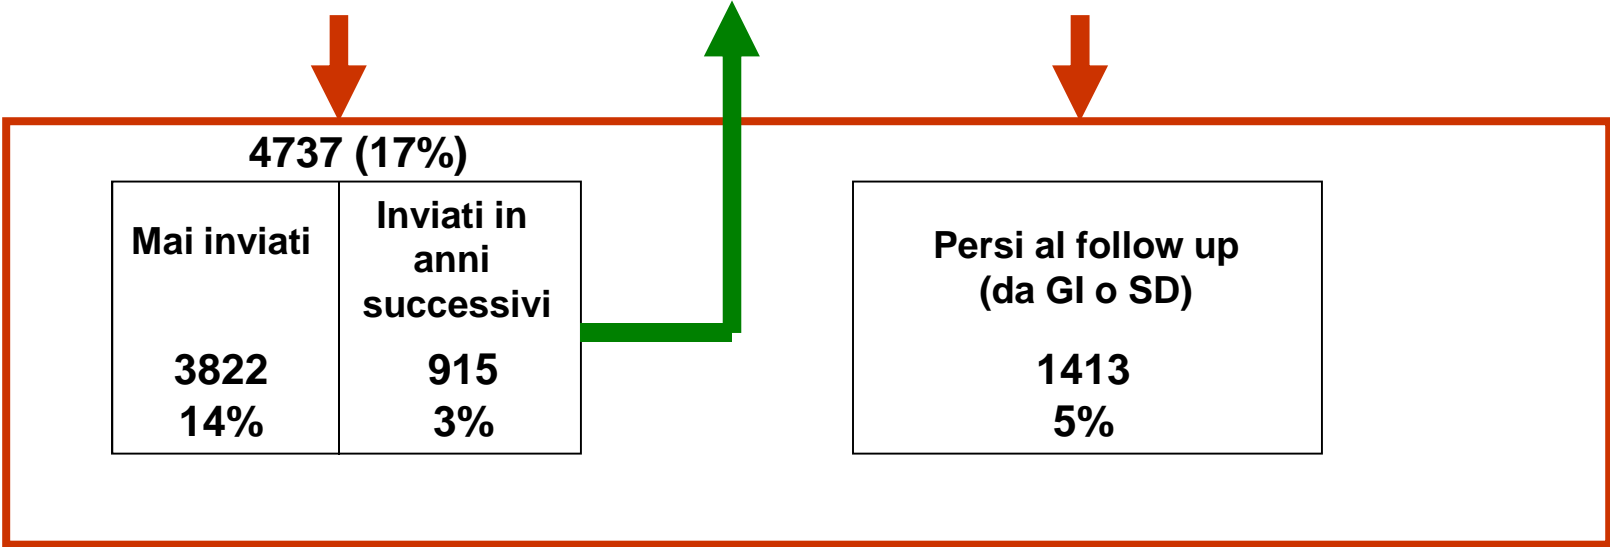 4737 (17%)
Mai inviati
3822
14%
Inviati in
anni
successivi
915
3%
Persi al follow up
(da GI o SD)
1413
5%